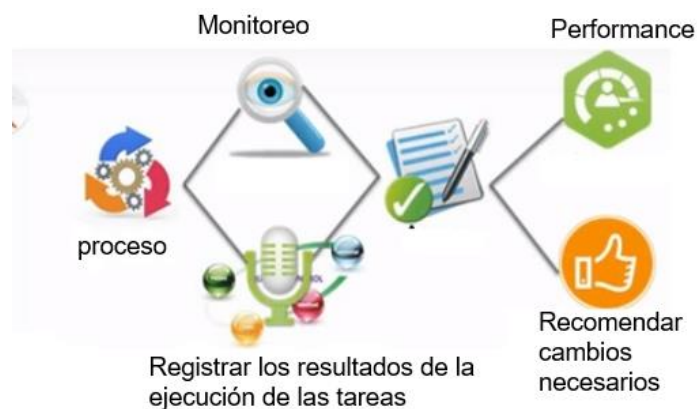 Monitoreo
Performance
proceso
Registrar los resultados de la
ejecución de las tareas
Recomendar
cambios
necesarios